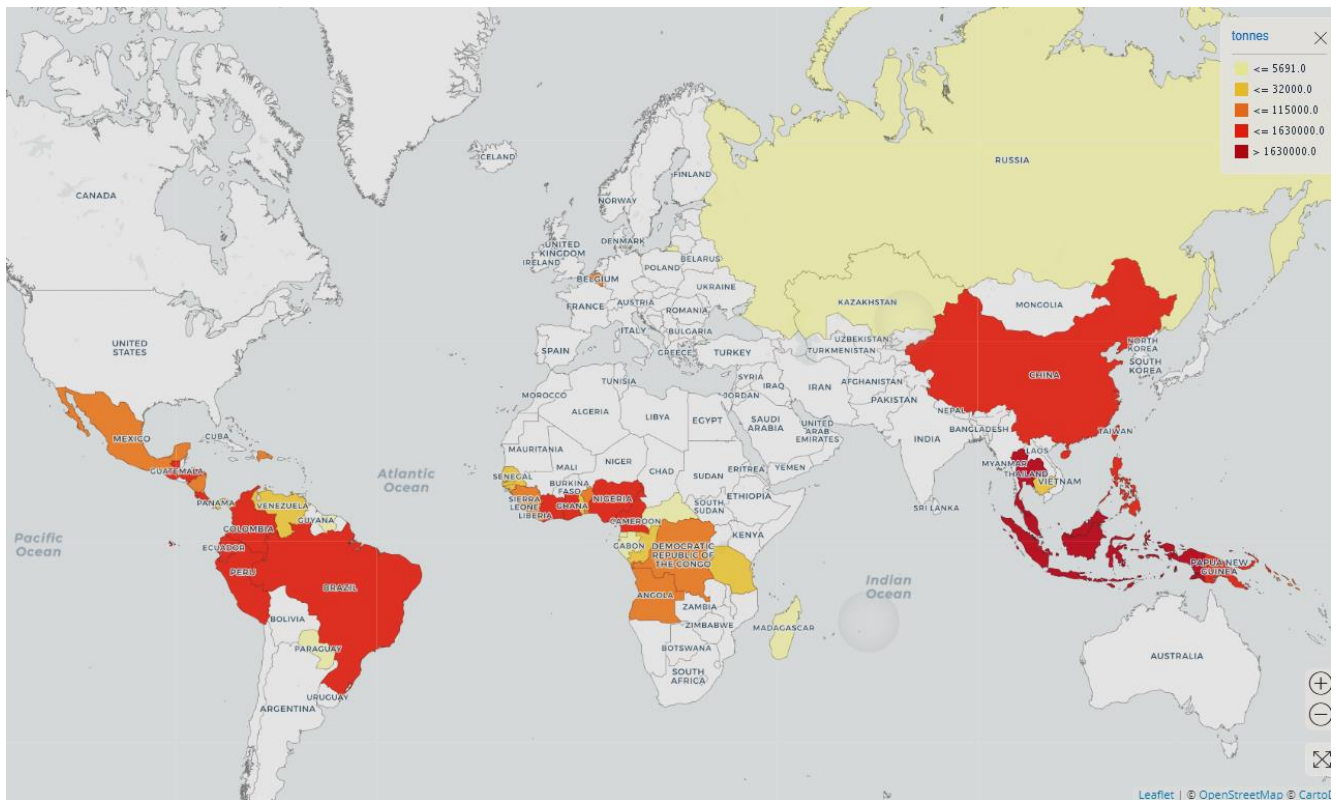 tonnes
<= 5691.0
<= 32000.0
<= 115000.0
<= 1630000.0
> 1630000.0
ICELAND
RUSSIA
CANADA
FINLAND
NORWAY
UNITED KINGDOM
DENMARK
IRELAND
BELARUS
POLAND
BELGIUM
UKRAINE
FRANCE
AUSTRIA
KAZAKHSTAN
MONGOLIA
ROMANIA
ITALY
BULGARIA
UZBEKISTAN
UNITED STATES
SPAIN
GREECE
TURKEY
TURKMENISTAN
NORTH KOREA
SOUTH KOREA
CHINA
TUNISIA
SYRIA
IRAQ
IRAN
AFGHANISTAN
MOROCCO
JORDAN
PAKISTAN
ALGERIA
LIBYA
EGYPT
SAUDI ARABIA
NEPAL
UNITED ARAB EMIRATES
BANGLADESH
TAIWAN
MEXICO
CUBA
INDIA
MAURITANIA
LAOS
GUATEMALA
Atlantic Ocean
MALI
NIGER
CHAD
SUDAN
ERITREA
YEMEN
MYANMAR
THAILAND
VIETNAM
SENEGAL
BURKINA FASO
PANAMA
VENEZUELA
SIERRA LEONE
NIGERIA
SOUTH SUDAN
ETHIOPIA
SRI LANKA
GUYANA
LIBERIA
GHANA
CAMEROON
COLOMBIA
Pacific Ocean
ECUADOR
GABON
DEMOCRATIC REPUBLIC OF THE CONGO
KENYA
PAPUA NEW GUINEA
PERU
BRAZIL
Indian Ocean
ANGOLA
ZAMBIA
BOLIVIA
ZIMBABWE
MADAGASCAR
PARAGUAY
BOTSWANA
AUSTRALIA
SOUTH AFRICA
URUGUAY
ARGENTINA
Leaflet | © OpenStreetMap © CartoD